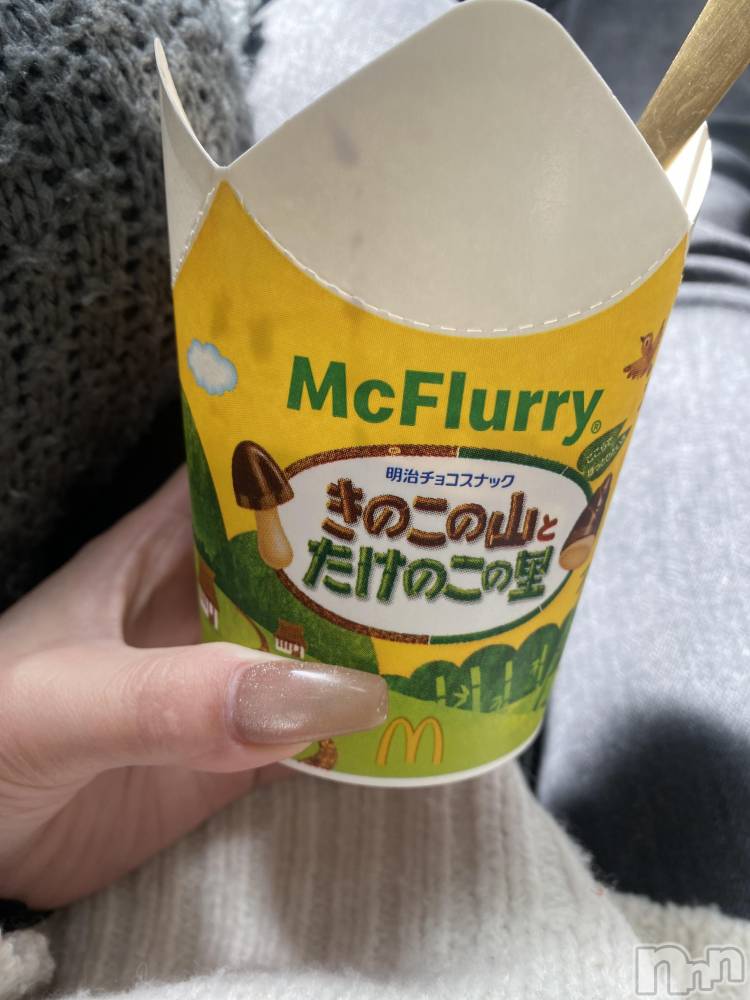 McFlurry®
明治チョコスナック
きのこの山と
たけのこの里
nnn